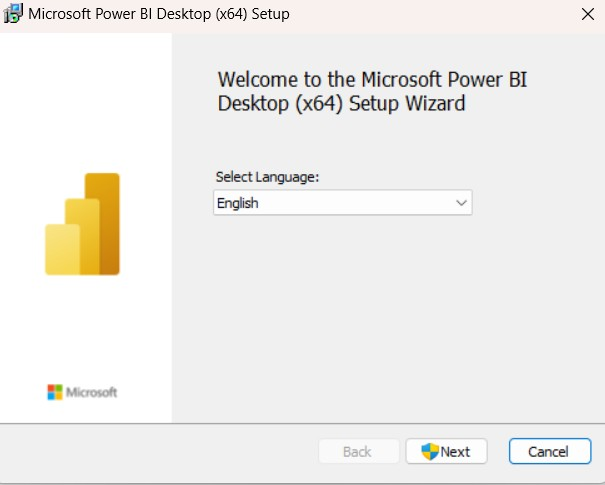 Microsoft Power BI Desktop (x64) Setup
Welcome to the Microsoft Power BI
Desktop (x64) Setup Wizard
Select Language:
English
Microsoft
Back
Next
Cancel